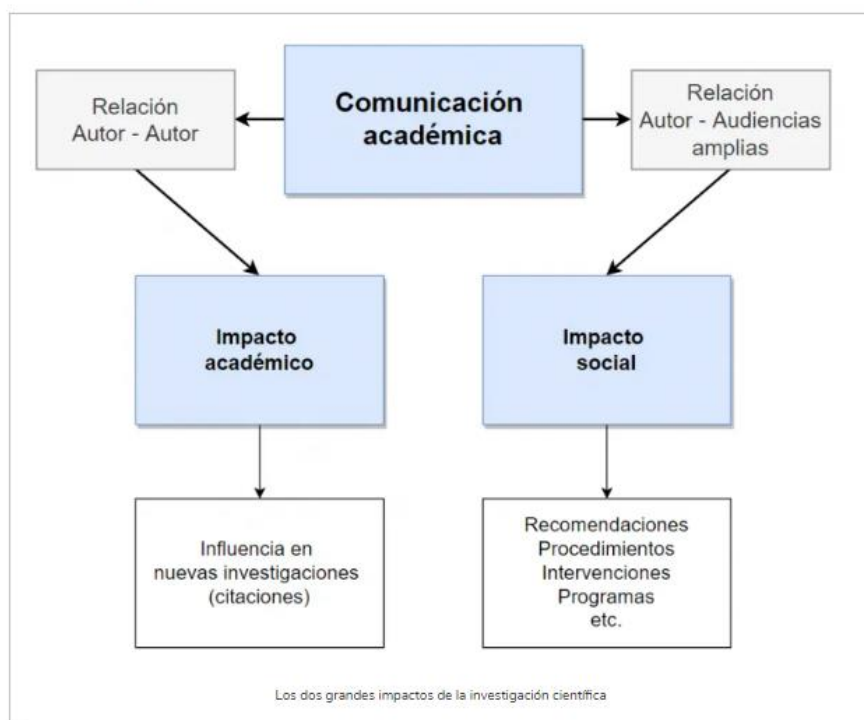 Comunicación
académica
Relación
Autor - Autor
Relación
Autor - Audiencias
amplias
Impacto
académico
Impacto
social
Influencia en
nuevas investigaciones
(citaciones)
Recomendaciones
Procedimientos
Intervenciones
Programas
etc.
Los dos grandes impactos de la investigación científica